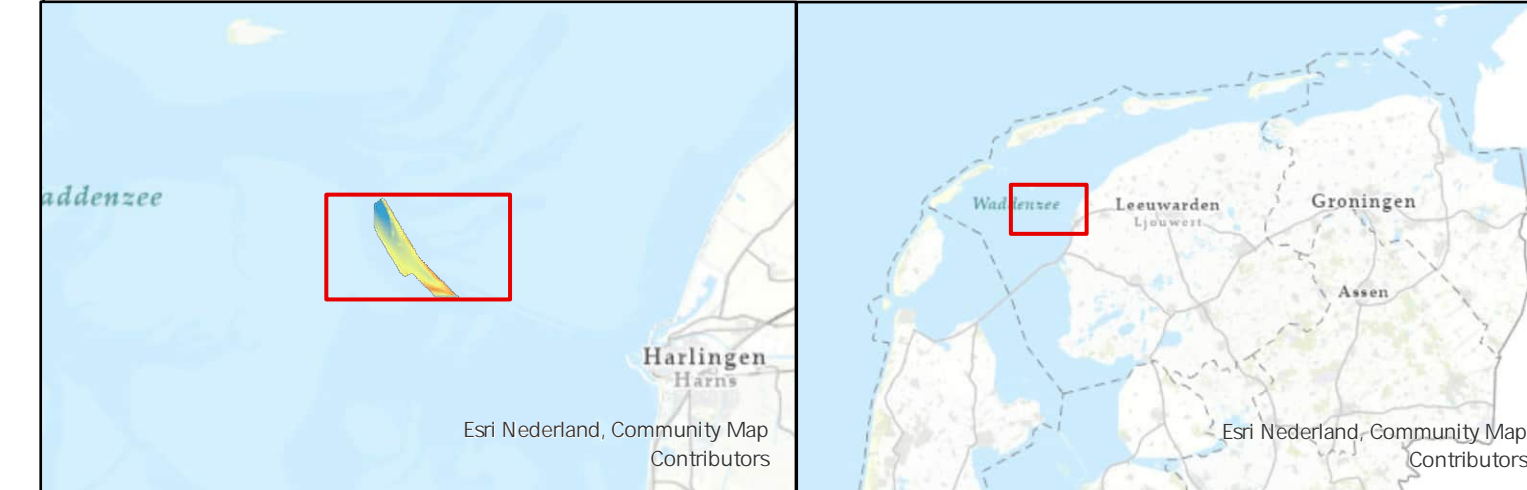 addenzee
Harlingen
Harns
Esri Nederland, Community Map
Contributors
Waddenzee
Leeuwarden
Ljouwert
Groningen
Assen
Esri Nederland, Community Map
Contributors